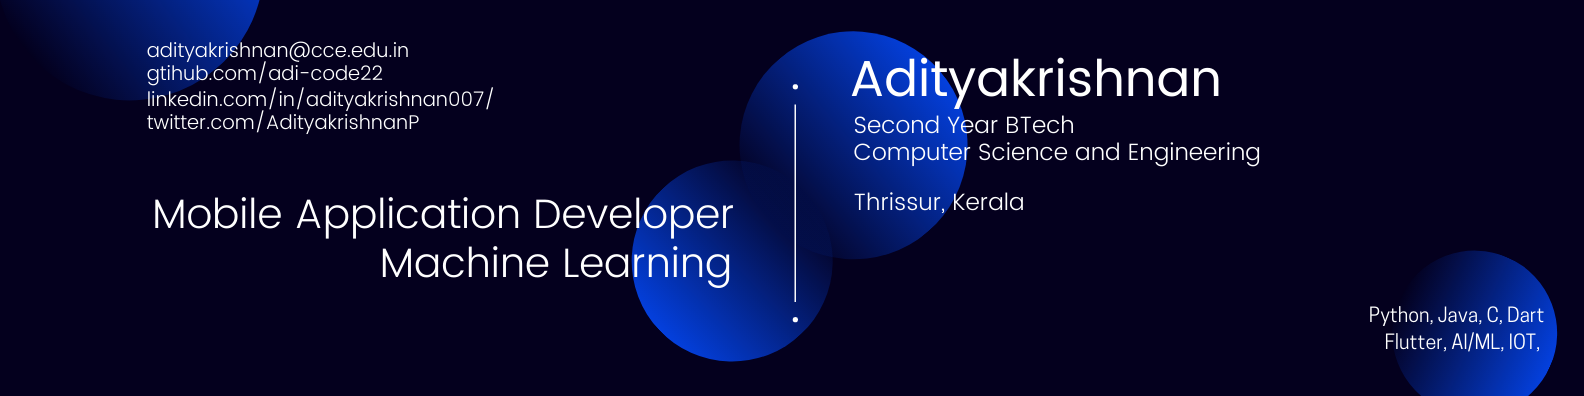 adityakrishnan@cce.edu.in
gtihub.com/adi-code22
linkedin.com/in/adityakrishnan007/
twitter.com/AdityakrishnanP
Mobile Application Developer
Machine Learning
Adityakrishnan
Second Year BTech
Computer Science and Engineering
Thrissur, Kerala
Python, Java, C, Dart
Flutter, AI/ML, IOT,